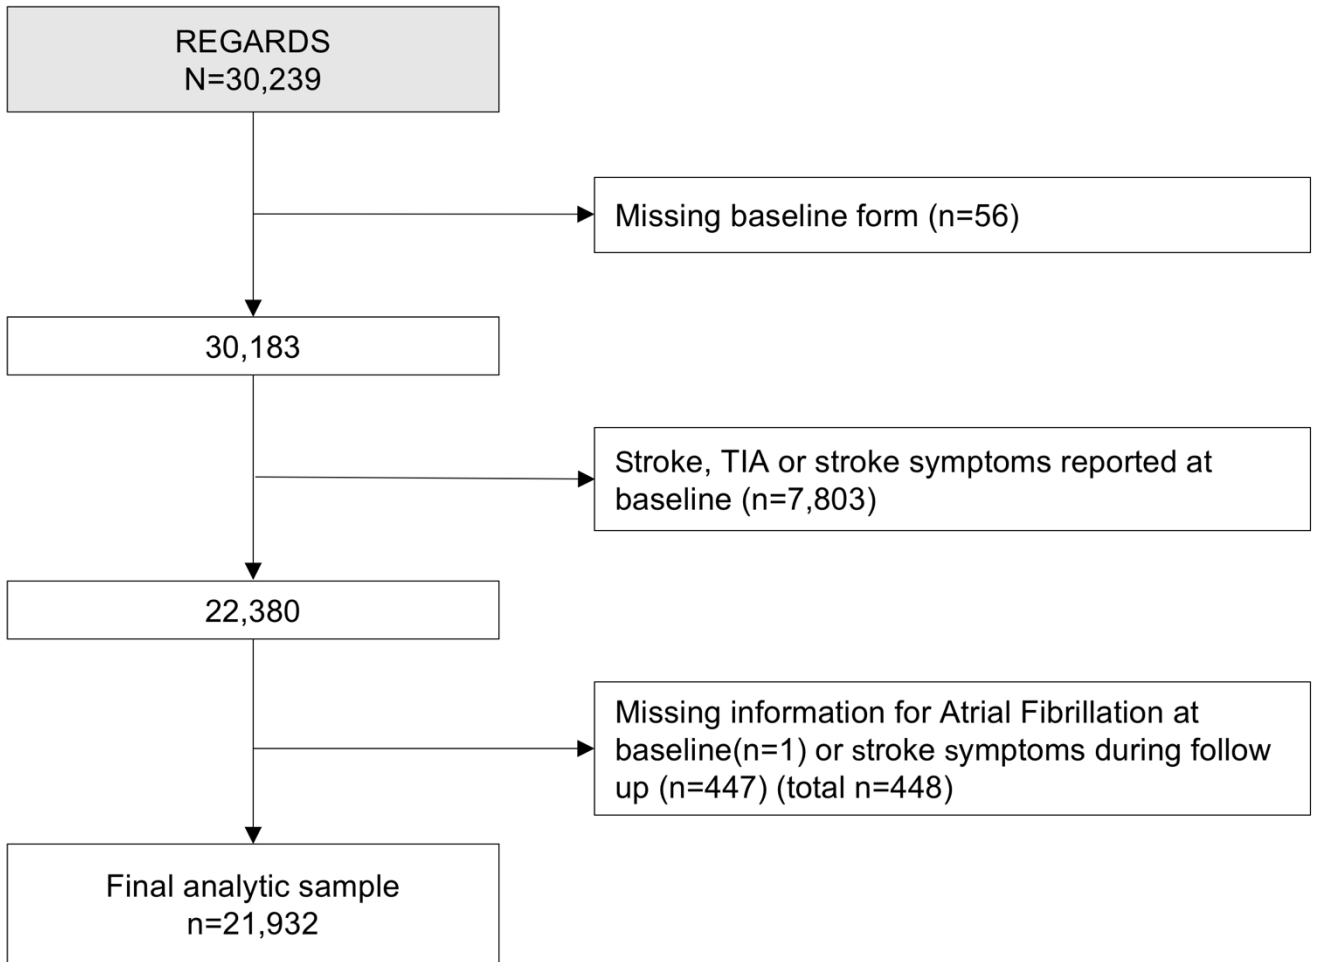 REGARDS
N=30,239
Missing baseline form (n=56)
30,183
Stroke, TIA or stroke symptoms reported at
baseline (n=7,803)
22,380
Missing information for Atrial Fibrillation at
baseline(n=1) or stroke symptoms during follow
up (n=447) (total n=448)
Final analytic sample
n=21,932